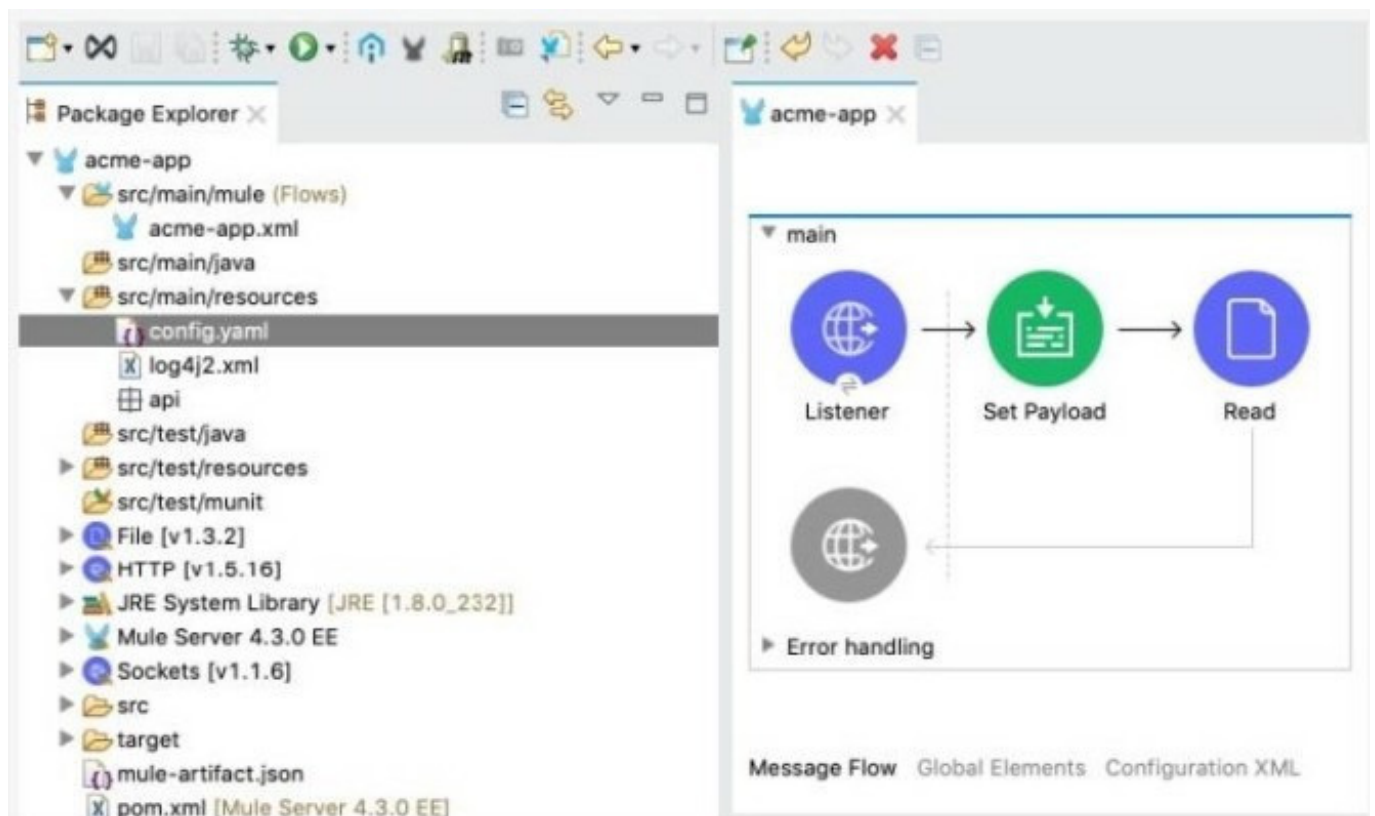 Package Explorer
acme-app
acme-app
src/main/mule (Flows)
acme-app.xml
src/main/java
src/main/resources
config.yaml
log4j2.xml
api
src/test/java
src/test/resources
src/test/munit
File [v1.3.2]
HTTP [v1.5.16]
JRE System Library [JRE [1.8.0_232]]
Mule Server 4.3.0 EE
Sockets [v1.1.6]
src
target
mule-artifact.json
pom.xml [Mule Server 4.3.0 EE]
main
Listener
Set Payload
Read
Error handling
Message Flow Global Elements Configuration XML